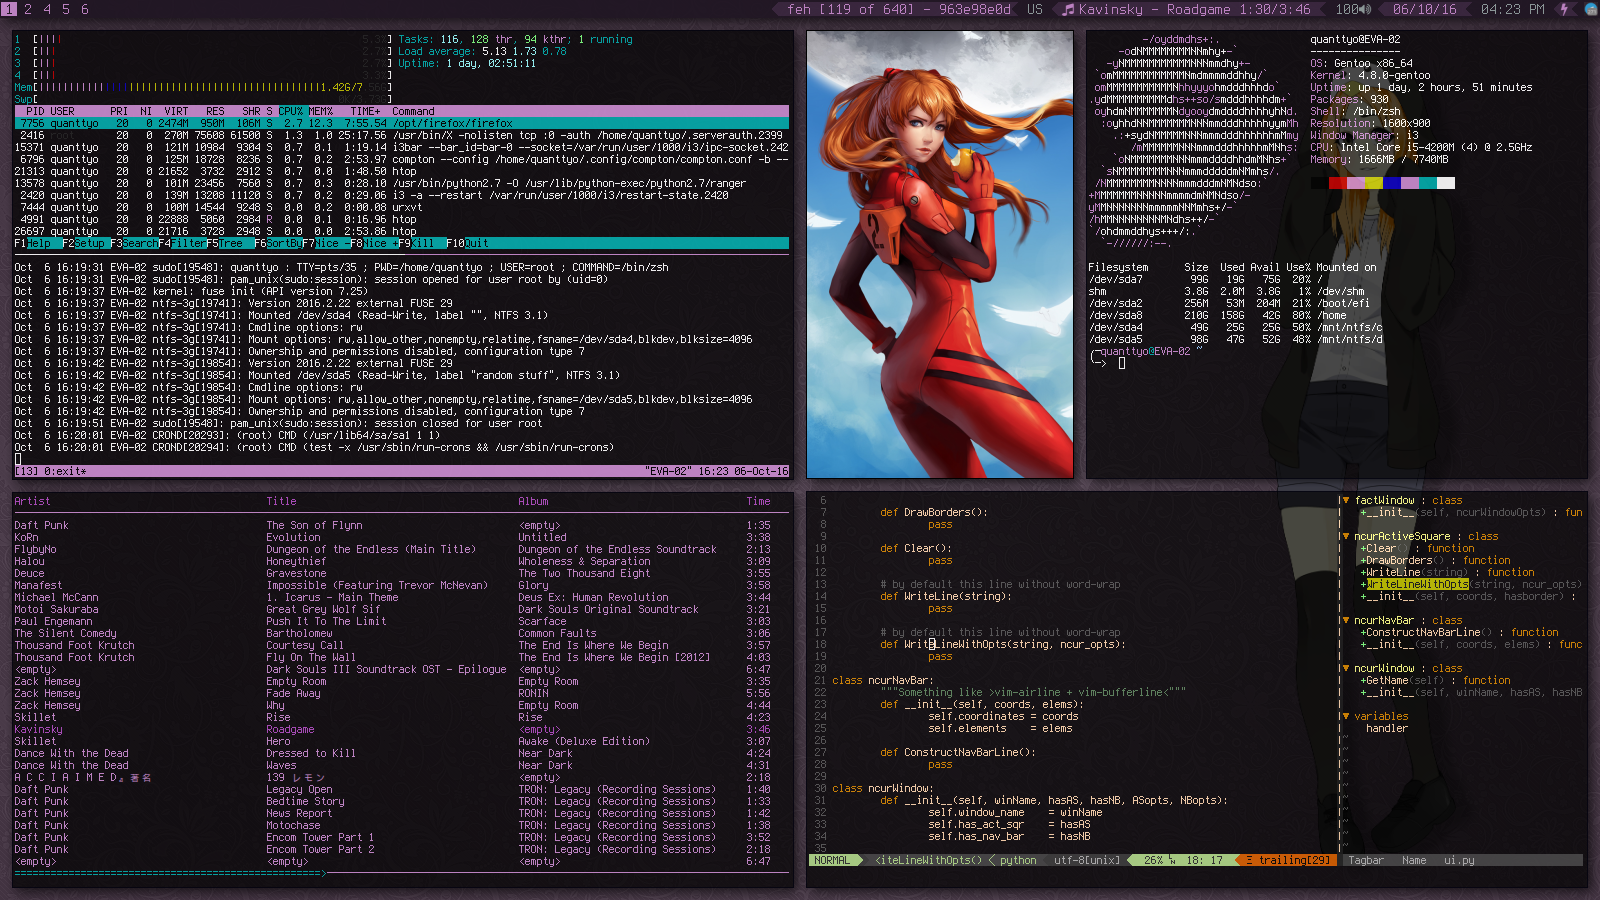 1 2 4 5 6
feh [119 of 640] - 963e98e0d
US
Kavinsky - Roadgame 1:30/3:46
100
06/10/16
04:23 PM
1 [||| ] Tasks: 116, 128 thr, 94 kthr; 1 running
2 [||| ] Load average: 5.13 1.73 0.78
3 [||| ] Uptime: 1 day, 02:51:11
4 [||| ]
Mem[ 1.42G/7 ]
Swp[ ]
PID USER PRI NI VIRT RES SHR S CPU% MEM% TIME+ Command
7756 quanttyo 20 0 2474M 950M 106M S 2.7 12.3 7:55.54 /opt/firefox/firefox
2416 20 0 270M 75608 61500 S 1.3 1.0 25:17.56 /usr/bin/X -nolisten tcp :0 -auth /home/quanttyo/.serverauth.2399
15371 quanttyo 20 0 121M 10984 9304 S 0.7 0.1 1:19.14 i3bar --bar_id=bar-0 --socket=/var/run/user/1000/i3/ipc-socket.242
6796 quanttyo 20 0 125M 18728 8236 S 0.7 0.2 2:53.97 compton --config /home/quanttyo/.config/compton/compton.conf -b --
21313 quanttyo 20 0 21652 3732 2912 S 0.7 0.0 1:48.50 htop
13578 quanttyo 20 0 101M 23456 7560 S 0.7 0.3 0:28.10 /usr/bin/python2.7 -O /usr/lib/python-exec/python2.7/ranger
2420 quanttyo 20 0 139M 13208 11120 S 0.7 0.2 0:29.06 i3 -a --restart /var/run/user/1000/i3/restart-state.2420
7444 quanttyo 20 0 100M 14544 9248 S 0.0 0.2 0:00.08 urxvt
4991 quanttyo 20 0 22888 5060 2984 R 0.0 0.1 0:16.96 htop
26697 quanttyo 20 0 21716 3728 2908 S 0.0 0.0 2:53.86 htop
F1Help F2Setup F3SearchF4FilterF5Tree F6SortByF7Nice -F8Nice +F9Kill F10Quit
Oct 6 16:19:31 EVA-02 sudo[19548]: quanttyo : TTY=pts/35 ; PWD=/home/quanttyo ; USER=root ; COMMAND=/bin/zsh
Oct 6 16:19:31 EVA-02 sudo[19548]: pam_unix(sudo:session): session opened for user root by (uid=0)
Oct 6 16:19:37 EVA-02 kernel: fuse init (API version 7.25)
Oct 6 16:19:37 EVA-02 ntfs-3g[19741]: Version 2016.2.22 external FUSE 29
Oct 6 16:19:37 EVA-02 ntfs-3g[19741]: Mounted /dev/sda4 (Read-Write, label "", NTFS 3.1)
Oct 6 16:19:37 EVA-02 ntfs-3g[19741]: Cmdline options: rw
Oct 6 16:19:37 EVA-02 ntfs-3g[19741]: Mount options: rw,allow_other,nonempty,relatime,fsname=/dev/sda4,blkdev,blksize=4096
Oct 6 16:19:37 EVA-02 ntfs-3g[19741]: Ownership and permissions disabled, configuration type 7
Oct 6 16:19:42 EVA-02 ntfs-3g[19854]: Version 2016.2.22 external FUSE 29
Oct 6 16:19:42 EVA-02 ntfs-3g[19854]: Mounted /dev/sda5 (Read-Write, label "random stuff", NTFS 3.1)
Oct 6 16:19:42 EVA-02 ntfs-3g[19854]: Cmdline options: rw
Oct 6 16:19:42 EVA-02 ntfs-3g[19854]: Mount options: rw,allow_other,nonempty,relatime,fsname=/dev/sda5,blkdev,blksize=4096
Oct 6 16:19:42 EVA-02 ntfs-3g[19854]: Ownership and permissions disabled, configuration type 7
Oct 6 16:19:51 EVA-02 sudo[19548]: pam_unix(sudo:session): session closed for user root
Oct 6 16:20:01 EVA-02 CROND[20293]: (root) CMD (/usr/lib64/sa/sa1 1 1)
Oct 6 16:20:01 EVA-02 CROND[20294]: (root) CMD (test -x /usr/sbin/run-crons && /usr/sbin/run-crons)
[13] 0:exit* "EVA-02" 16:23 06-Oct-16
2
quanttyo@EVA-02
---------------
OS: Gentoo x86_64
Kernel: 4.8.0-gentoo
Uptime: up 1 day, 2 hours, 51 minutes
Packages: 930
Shell: /bin/zsh
Resolution: 1600x900
Window Manager: i3
CPU: Intel Core i5-4200M (4) @ 2.5GHz
Memory: 1666MB / 7740MB
Filesystem Size Used Avail Use% Mounted on
/dev/sda7 99G 19G 75G 20% /
shm 3.8G 2.0M 3.8G 1% /dev/shm
/dev/sda2 256M 53M 204M 21% /boot/efi
/dev/sda8 210G 158G 42G 80% /home
/dev/sda4 49G 25G 25G 50% /mnt/ntfs/c
/dev/sda5 98G 47G 52G 48% /mnt/ntfs/d
quanttyo@EVA-02 ~
Artist Title Album Time
Daft Punk The Son of Flynn <empty> 1:35
KoRn Evolution Untitled 3:38
FlybyNo Dungeon of the Endless (Main Title) Dungeon of the Endless Soundtrack 2:13
Halou Honeythief Wholeness & Separation 3:09
Deuce Gravestone The Two Thousand Eight 3:55
Manafest Impossible (Featuring Trevor McNevan) Glory 3:58
Michael McCann 1. Icarus - Main Theme Deus Ex: Human Revolution 3:44
Motoi Sakuraba Great Grey Wolf Sif Dark Souls Original Soundtrack 3:21
Paul Engemann Push It To The Limit Scarface 3:03
The Silent Comedy Bartholomew Common Faults 3:06
Thousand Foot Krutch Courtesy Call The End Is Where We Begin 3:57
Thousand Foot Krutch Fly On The Wall The End Is Where We Begin [2012] 4:03
<empty> Dark Souls III Soundtrack OST - Epilogue <empty> 6:47
Zack Hemsey Empty Room Empty Room 3:35
Zack Hemsey Fade Away RONIN 5:56
Zack Hemsey Why Empty Room 4:44
Skillet Rise Rise 4:23
Kavinsky Roadgame <empty> 3:46
Skillet Hero Awake (Deluxe Edition) 3:07
Dance With the Dead Dressed to Kill Near Dark 4:24
Dance With the Dead Waves Near Dark 4:31
A C C I A I M E D 。著名 139 レモン <empty> 2:18
Daft Punk Legacy Open TRON: Legacy (Recording Sessions) 1:40
Daft Punk Bedtime Story TRON: Legacy (Recording Sessions) 1:33
Daft Punk News Report TRON: Legacy (Recording Sessions) 1:42
Daft Punk Motochase TRON: Legacy (Recording Sessions) 1:38
Daft Punk Encom Tower Part 1 TRON: Legacy (Recording Sessions) 3:52
Daft Punk Encom Tower Part 2 TRON: Legacy (Recording Sessions) 2:18
<empty> <empty> <empty> 6:47
6
7 def DrawBorders():
8 pass
9
10 def Clear():
11 pass
12
13 # by default this line without word-wrap
14 def WriteLine(string):
15 pass
16
17 # by default this line without word-wrap
18 def WriteLineWithOpts(string, ncur_opts):
19 pass
20
21 class ncurNavBar:
22 """Something like >vim-airline + vim-bufferline<"""
23 def __init__(self, coords, elems):
24 self.coordinates = coords
25 self.elements = elems
26
27 def ConstructNavBarLine():
28 pass
29
30 class ncurWindow:
31 def __init__(self, winName, hasAS, hasNB, ASopts, NBopts):
32 self.window_name = winName
33 self.has_act_sqr = hasAS
34 self.has_nav_bar = hasNB
35
NORMAL <iteLineWithOpts() < python utf-8[unix] 26% 18: 17 Ξ trailing[29]
▼ factWindow : class
+__init__(self, ncurWindowOpts) : fun
▼ ncurActiveSquare : class
+Clear() : function
+DrawBorders() : function
+WriteLine(string) : function
+WriteLineWithOpts(string, ncur_opts)
+__init__(self, coords, hasborder) :
▼ ncurNavBar : class
+ConstructNavBarLine() : function
+__init__(self, coords, elems) : func
▼ ncurWindow : class
+GetName(self) : function
+__init__(self, winName, hasAS, hasNB
▼ variables
handler
Tagbar Name ui.py